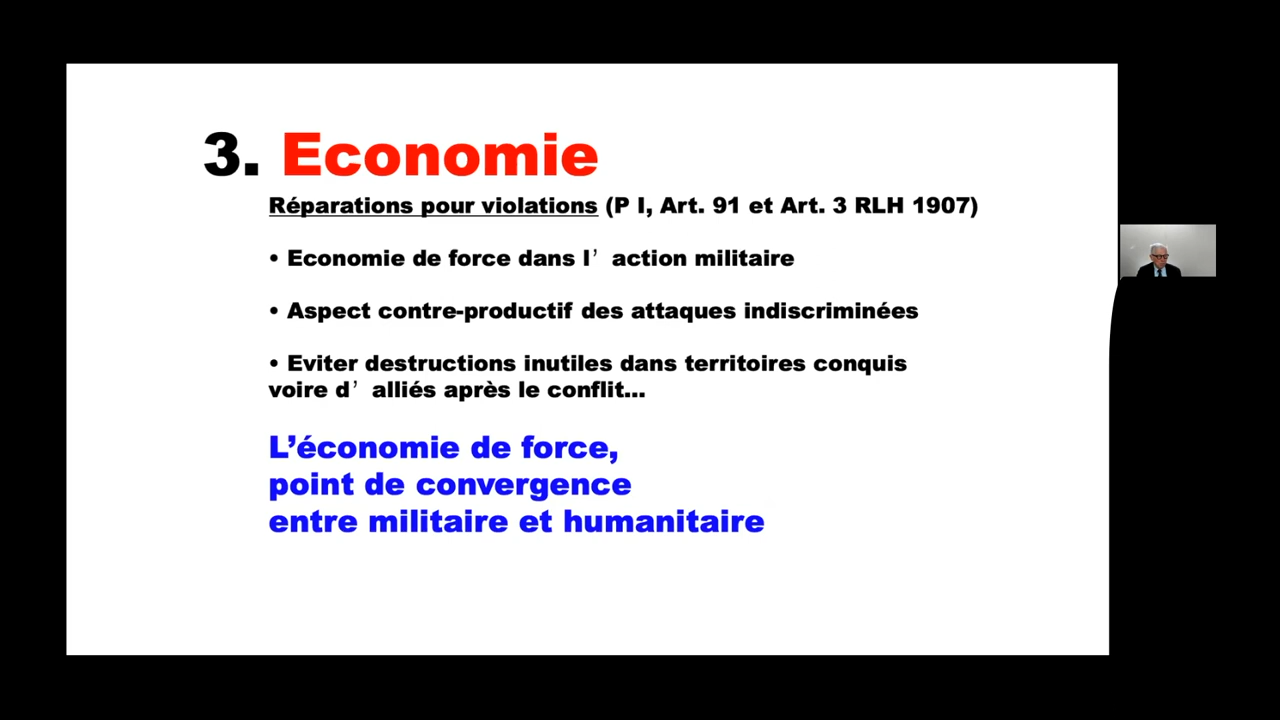 3. Economie
Réparations pour violations (P I, Art. 91 et Art. 3 RLH 1907)
• Economie de force dans l’ action militaire
• Aspect contre-productif des attaques indiscriminées
• Eviter destructions inutiles dans territoires conquis
voire d’ alliés après le conflit...
L’économie de force,
point de convergence
entre militaire et humanitaire